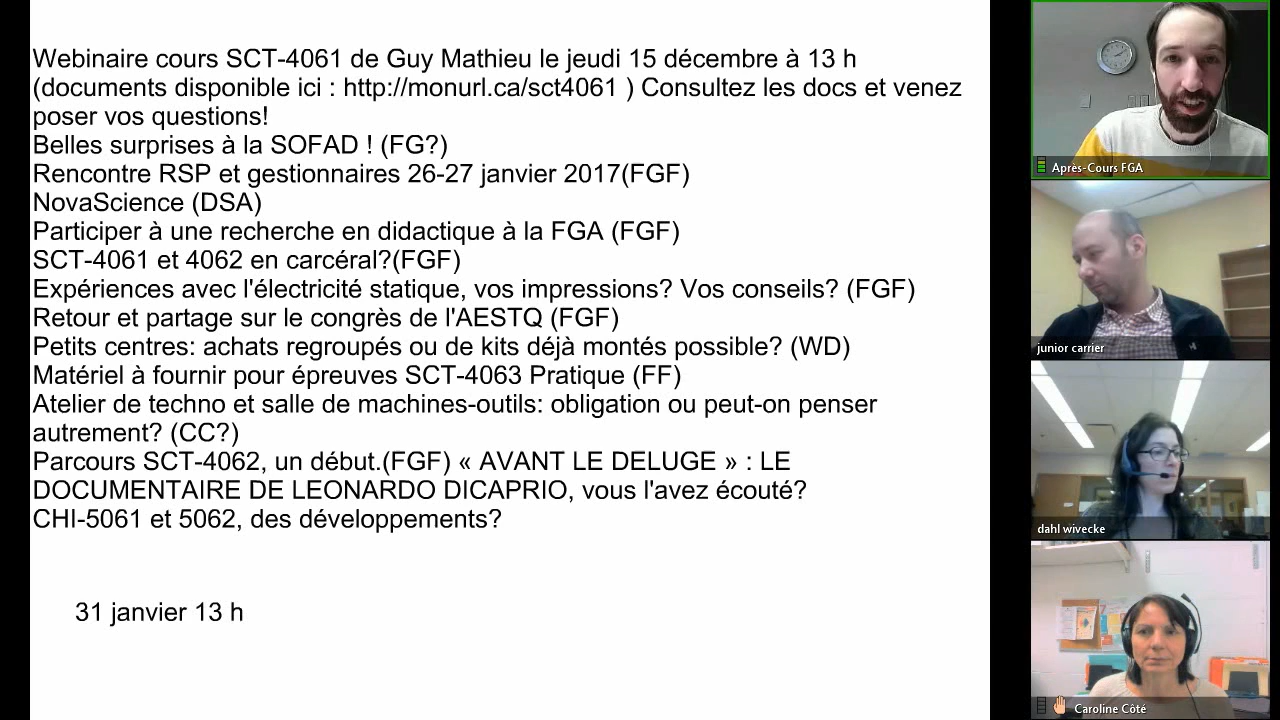 Webinaire cours SCT-4061 de Guy Mathieu le jeudi 15 décembre à 13 h
(documents disponible ici : http://monurl.ca/sct4061 ) Consultez les docs et venez
poser vos questions!
Belles surprises à la SOFAD ! (FG?)
Rencontre RSP et gestionnaires 26-27 janvier 2017(FGF)
NovaScience (DSA)
Participer à une recherche en didactique à la FGA (FGF)
SCT-4061 et 4062 en carcéral?(FGF)
Expériences avec l'électricité statique, vos impressions? Vos conseils? (FGF)
Retour et partage sur le congrès de l'AESTQ (FGF)
Petits centres: achats regroupés ou de kits déjà montés possible? (WD)
Matériel à fournir pour épreuves SCT-4063 Pratique (FF)
Atelier de techno et salle de machines-outils: obligation ou peut-on penser
autrement? (CC?)
Parcours SCT-4062, un début.(FGF) « AVANT LE DELUGE » : LE
DOCUMENTAIRE DE LEONARDO DICAPRIO, vous l'avez écouté?
CHI-5061 et 5062, des développements?
31 janvier 13 h
Après-Cours FGA
junior carrier
dahl wivecke
Caroline Côté